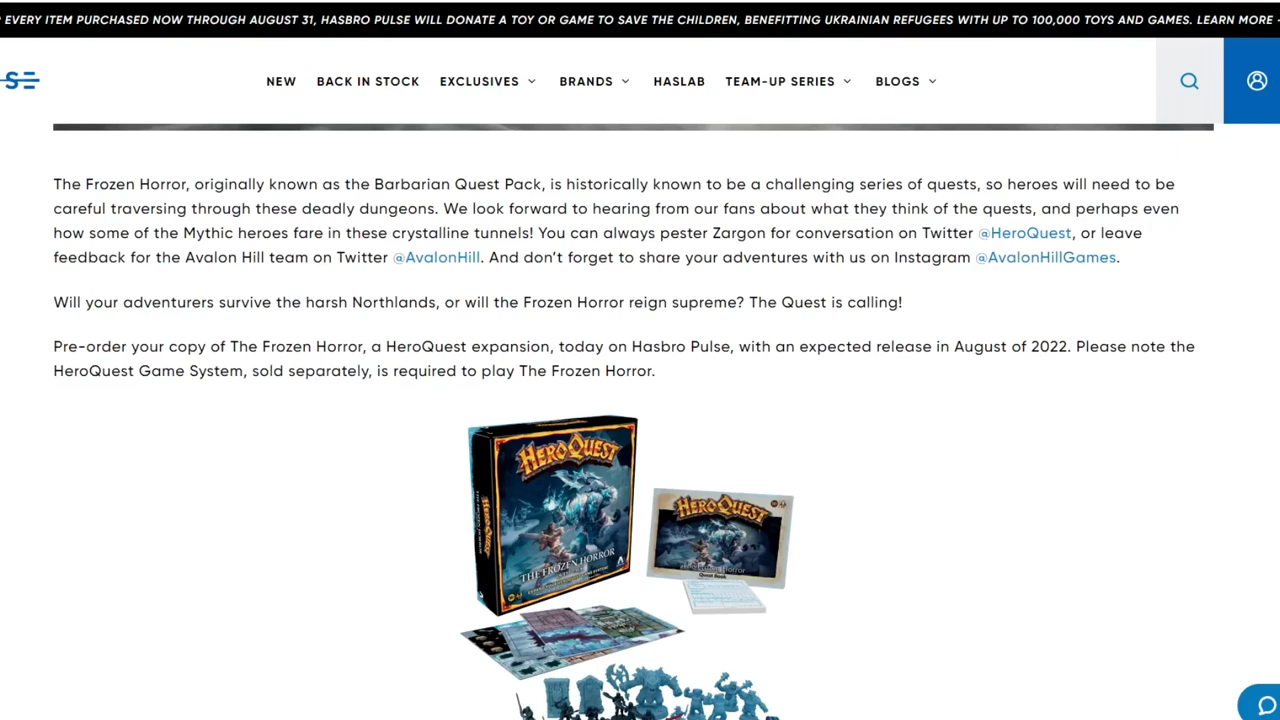 EVERY ITEM PURCHASED NOW THROUGH AUGUST 31, HASBRO PULSE WILL DONATE A TOY OR GAME TO SAVE THE CHILDREN, BENEFITTING UKRAINIAN REFUGEES WITH UP TO 100,000 TOYS AND GAMES. LEARN MORE
NEW BACK IN STOCK EXCLUSIVES BRANDS HASLAB TEAM-UP SERIES BLOGS
The Frozen Horror, originally known as the Barbarian Quest Pack, is historically known to be a challenging series of quests, so heroes will need to be
careful traversing through these deadly dungeons. We look forward to hearing from our fans about what they think of the quests, and perhaps even
how some of the Mythic heroes fare in these crystalline tunnels! You can always pester Zargon for conversation on Twitter @HeroQuest, or leave
feedback for the Avalon Hill team on Twitter @AvalonHill. And don't forget to share your adventures with us on Instagram @AvalonHillGames.
Will your adventurers survive the harsh Northlands, or will the Frozen Horror reign supreme? The Quest is calling!
Pre-order your copy of The Frozen Horror, a HeroQuest expansion, today on Hasbro Pulse, with an expected release in August of 2022. Please note the
HeroQuest Game System, sold separately, is required to play The Frozen Horror.
HEROQUEST
HEROQUEST
THE FROZEN HORROR
HEROQUEST
Quest Book